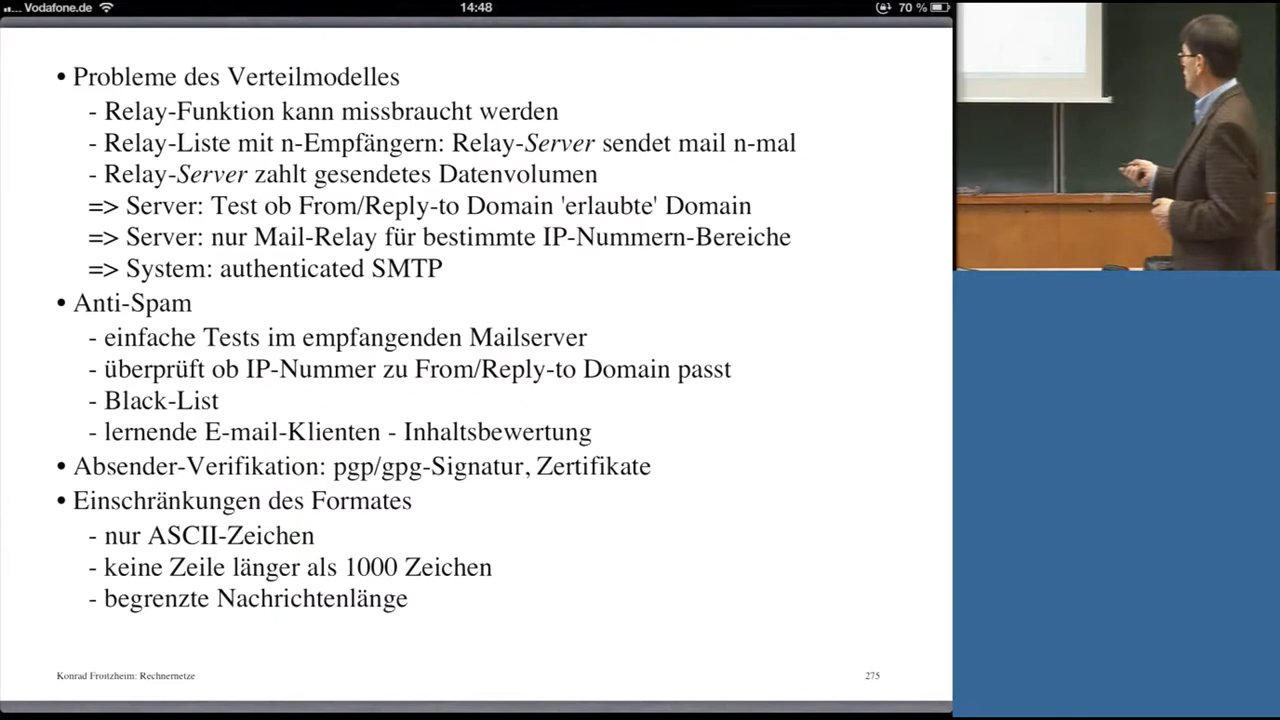 Vodafone.de
14:48
70 %
• Probleme des Verteilmodelles
- Relay-Funktion kann missbraucht werden
- Relay-Liste mit n-Empfängern: Relay-Server sendet mail n-mal
- Relay-Server zahlt gesendetes Datenvolumen
=> Server: Test ob From/Reply-to Domain 'erlaubte' Domain
=> Server: nur Mail-Relay für bestimmte IP-Nummern-Bereiche
=> System: authenticated SMTP
• Anti-Spam
- einfache Tests im empfangenden Mailserver
- überprüft ob IP-Nummer zu From/Reply-to Domain passt
- Black-List
- lernende E-mail-Klienten - Inhaltsbewertung
• Absender-Verifikation: pgp/gpg-Signatur, Zertifikate
• Einschränkungen des Formates
- nur ASCII-Zeichen
- keine Zeile länger als 1000 Zeichen
- begrenzte Nachrichtenlänge
Konrad Froitzheim: Rechnernetze
275